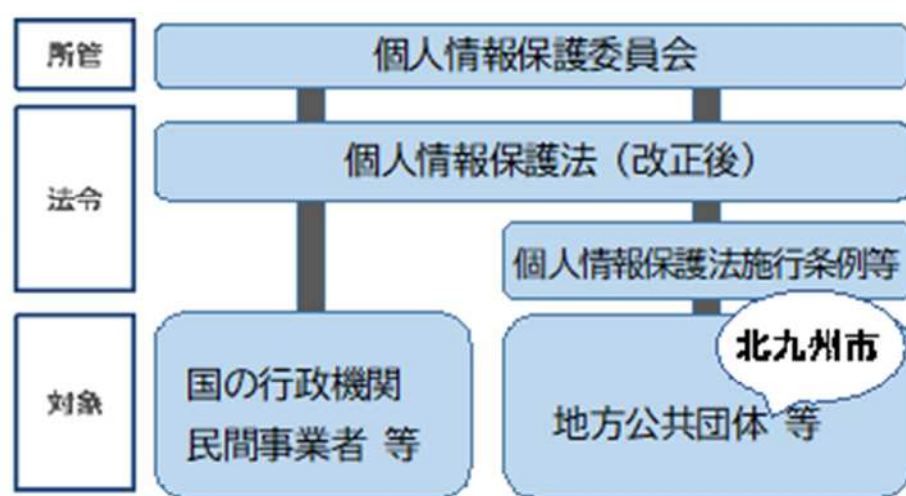 所管
個人情報保護委員会
法令
個人情報保護法（改正後）
個人情報保護法施行条例等
対象
国の行政機関
民間事業者 等
北九州市
地方公共団体 等